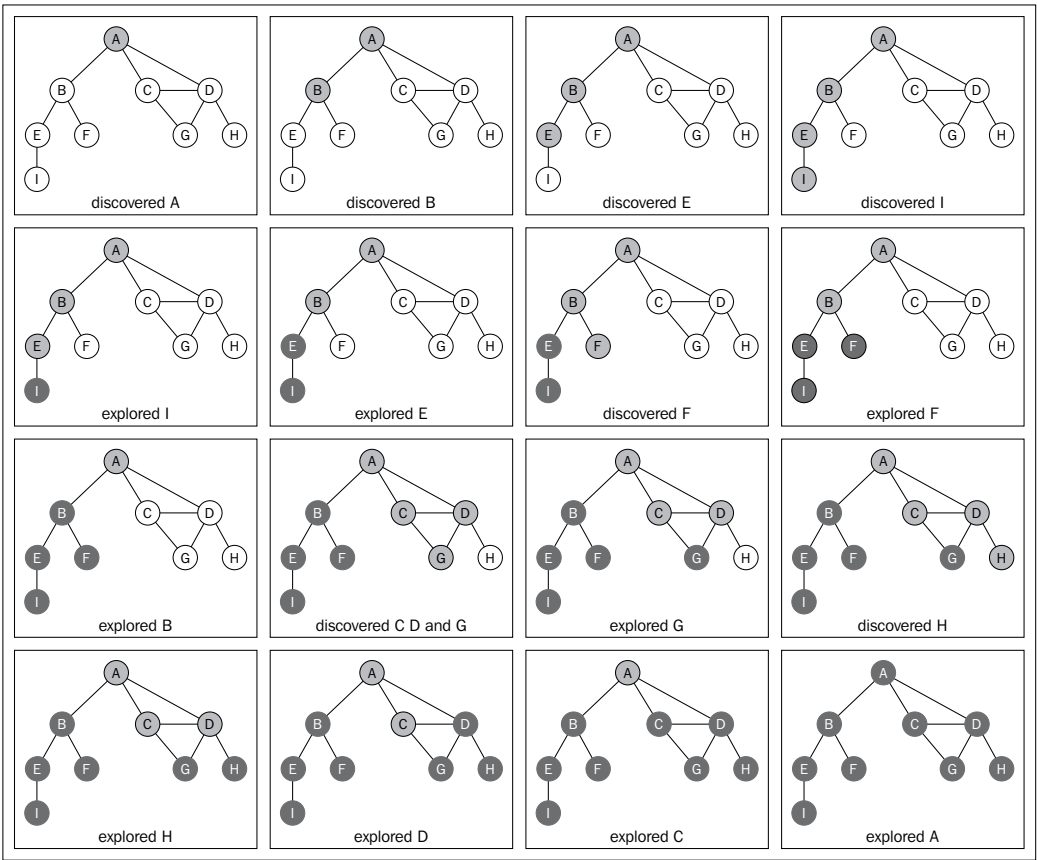 A
B C D
E F G H
I
discovered A
A
B C D
E F G H
I
discovered B
A
B C D
E F G H
I
discovered E
A
B C D
E F G H
I
discovered I
A
B C D
E F G H
I
explored I
A
B C D
E F G H
I
explored E
A
B C D
E F G H
I
discovered F
A
B C D
E F G H
I
explored F
A
B C D
E F G H
I
explored B
A
B C D
E F G H
I
discovered C D and G
A
B C D
E F G H
I
explored G
A
B C D
E F G H
I
discovered H
A
B C D
E F G H
I
explored H
A
B C D
E F G H
I
explored D
A
B C D
E F G H
I
explored C
A
B C D
E F G H
I
explored A